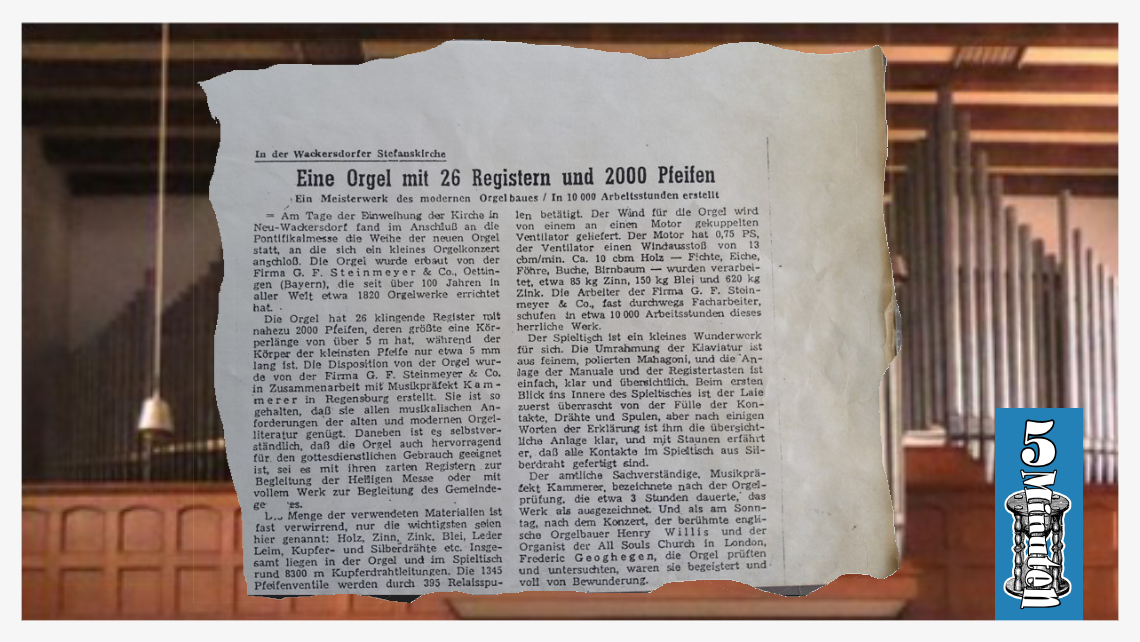 In der Wackersdorfer Stefanskirche
Eine Orgel mit 26 Registern und 2000 Pfeifen
Ein Meisterwerk des modernen Orgelbaues / In 10 000 Arbeitsstunden erstellt
= Am Tage der Einweihung der Kirche in
Neu-Wackersdorf fand im Anschluß an die
Pontifikalmesse die Weihe der neuen Orgel
statt, an die sich ein kleines Orgelkonzert
anschloß. Die Orgel wurde erbaut von der
Firma G. F. Steinmeyer & Co., Oettin-
gen (Bayern), die seit über 100 Jahren in
aller Welt etwa 1820 Orgelwerke errichtet
hat.
Die Orgel hat 26 klingende Register mit
nahezu 2000 Pfeifen, deren größte eine Kör-
perlänge von über 5 m hat, während der
Körper der kleinsten Pfeife nur etwa 5 mm
lang ist. Die Disposition von der Orgel wur-
de von der Firma G. F. Steinmeyer & Co.
in Zusammenarbeit mit Musikpräfekt Kam-
merer in Regensburg erstellt. Sie ist so
gehalten, daß sie allen musikalischen An-
forderungen der alten und modernen Orgel-
literatur genügt. Daneben ist es selbstver-
ständlich, daß die Orgel auch hervorragend
für den gottesdienstlichen Gebrauch geeignet
ist, sei es mit ihren zarten Registern zur
Begleitung der Heiligen Messe oder mit
vollem Werk zur Begleitung des Gemeinde-
ge es.
Menge der verwendeten Materialien ist
fast verwirrend, nur die wichtigsten seien
hier genannt: Holz, Zinn, Zink, Blei, Leder
Leim, Kupfer- und Silberdrähte etc. Insge-
samt liegen in der Orgel und im Spieltisch
rund 8300 m Kupferdrahtleitungen. Die 1345
Pfeifenventile werden durch 395 Relaisspu-
len betätigt. Der Wind für die Orgel wird
von einem an einen Motor gekuppelten
Ventilator geliefert. Der Motor hat 0,75 PS,
der Ventilator einen Windausstoß von 13
cbm/min. Ca. 10 cbm Holz — Fichte, Eiche,
Föhre, Buche, Birnbaum — wurden verarbei-
tet, etwa 85 kg Zinn, 150 kg Blei und 620 kg
Zink. Die Arbeiter der Firma G. F. Stein-
meyer & Co., fast durchwegs Facharbeiter,
schufen in etwa 10 000 Arbeitsstunden dieses
herrliche Werk.
Der Spieltisch ist ein kleines Wunderwerk
für sich. Die Umrahmung der Klaviatur ist
aus feinem, polierten Mahagoni, und die An-
lage der Manuale und der Registertasten ist
einfach, klar und übersichtlich. Beim ersten
Blick ins Innere des Spieltisches ist der Laie
zuerst überrascht von der Fülle der Kon-
takte, Drähte und Spulen, aber nach einigen
Worten der Erklärung ist ihm die übersicht-
liche Anlage klar, und mit Staunen erfährt
er, daß alle Kontakte im Spieltisch aus Sil-
berdraht gefertigt sind.
Der amtliche Sachverständige, Musikprä-
fekt Kammerer, bezeichnete nach der Orgel-
prüfung, die etwa 3 Stunden dauerte, das
Werk als ausgezeichnet. Und als am Sonn-
tag, nach dem Konzert, der berühmte engli-
sche Orgelbauer Henry Willis und der
Organist der All Souls Church in London,
Frederic Geoghegen, die Orgel prüften
und untersuchten, waren sie begeistert und
voll von Bewunderung.
5 Minuten